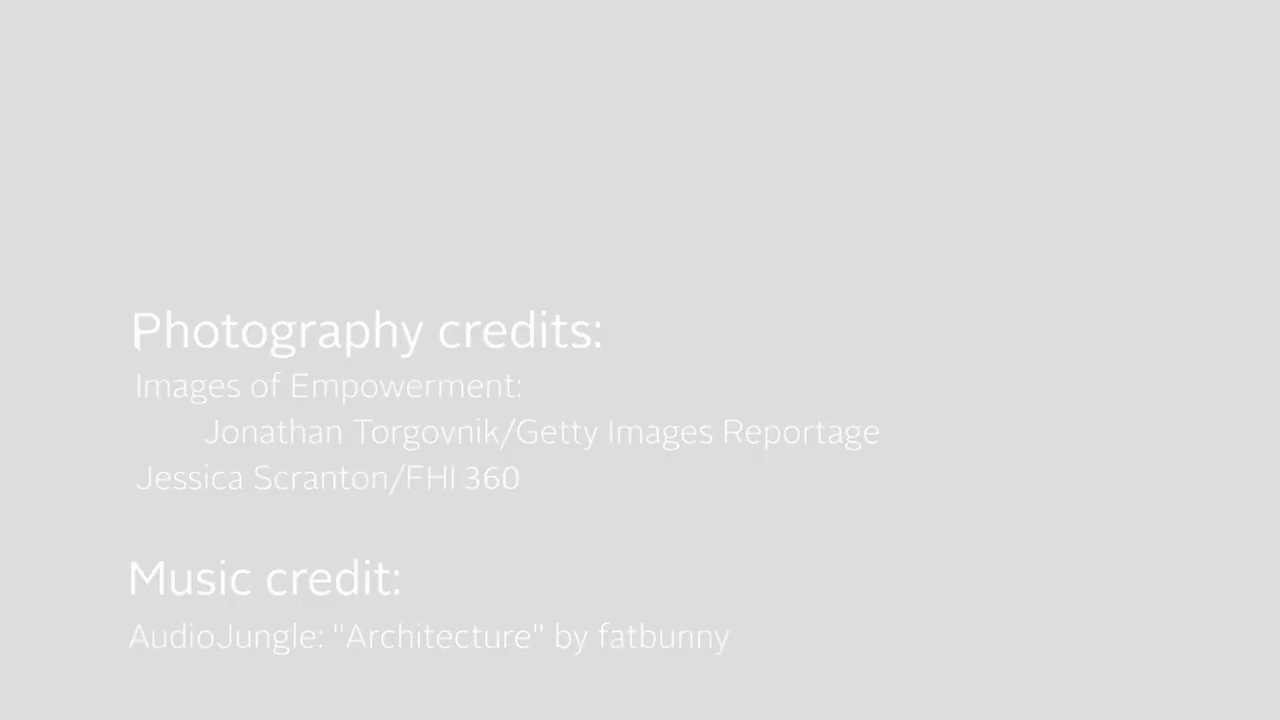 Photography credits:
Images of Empowerment:
Jonathan Torgovnik/Getty Images Reportage
Jessica Scranton/FHI 360
Music credit:
AudioJungle: "Architecture" by fatbunny